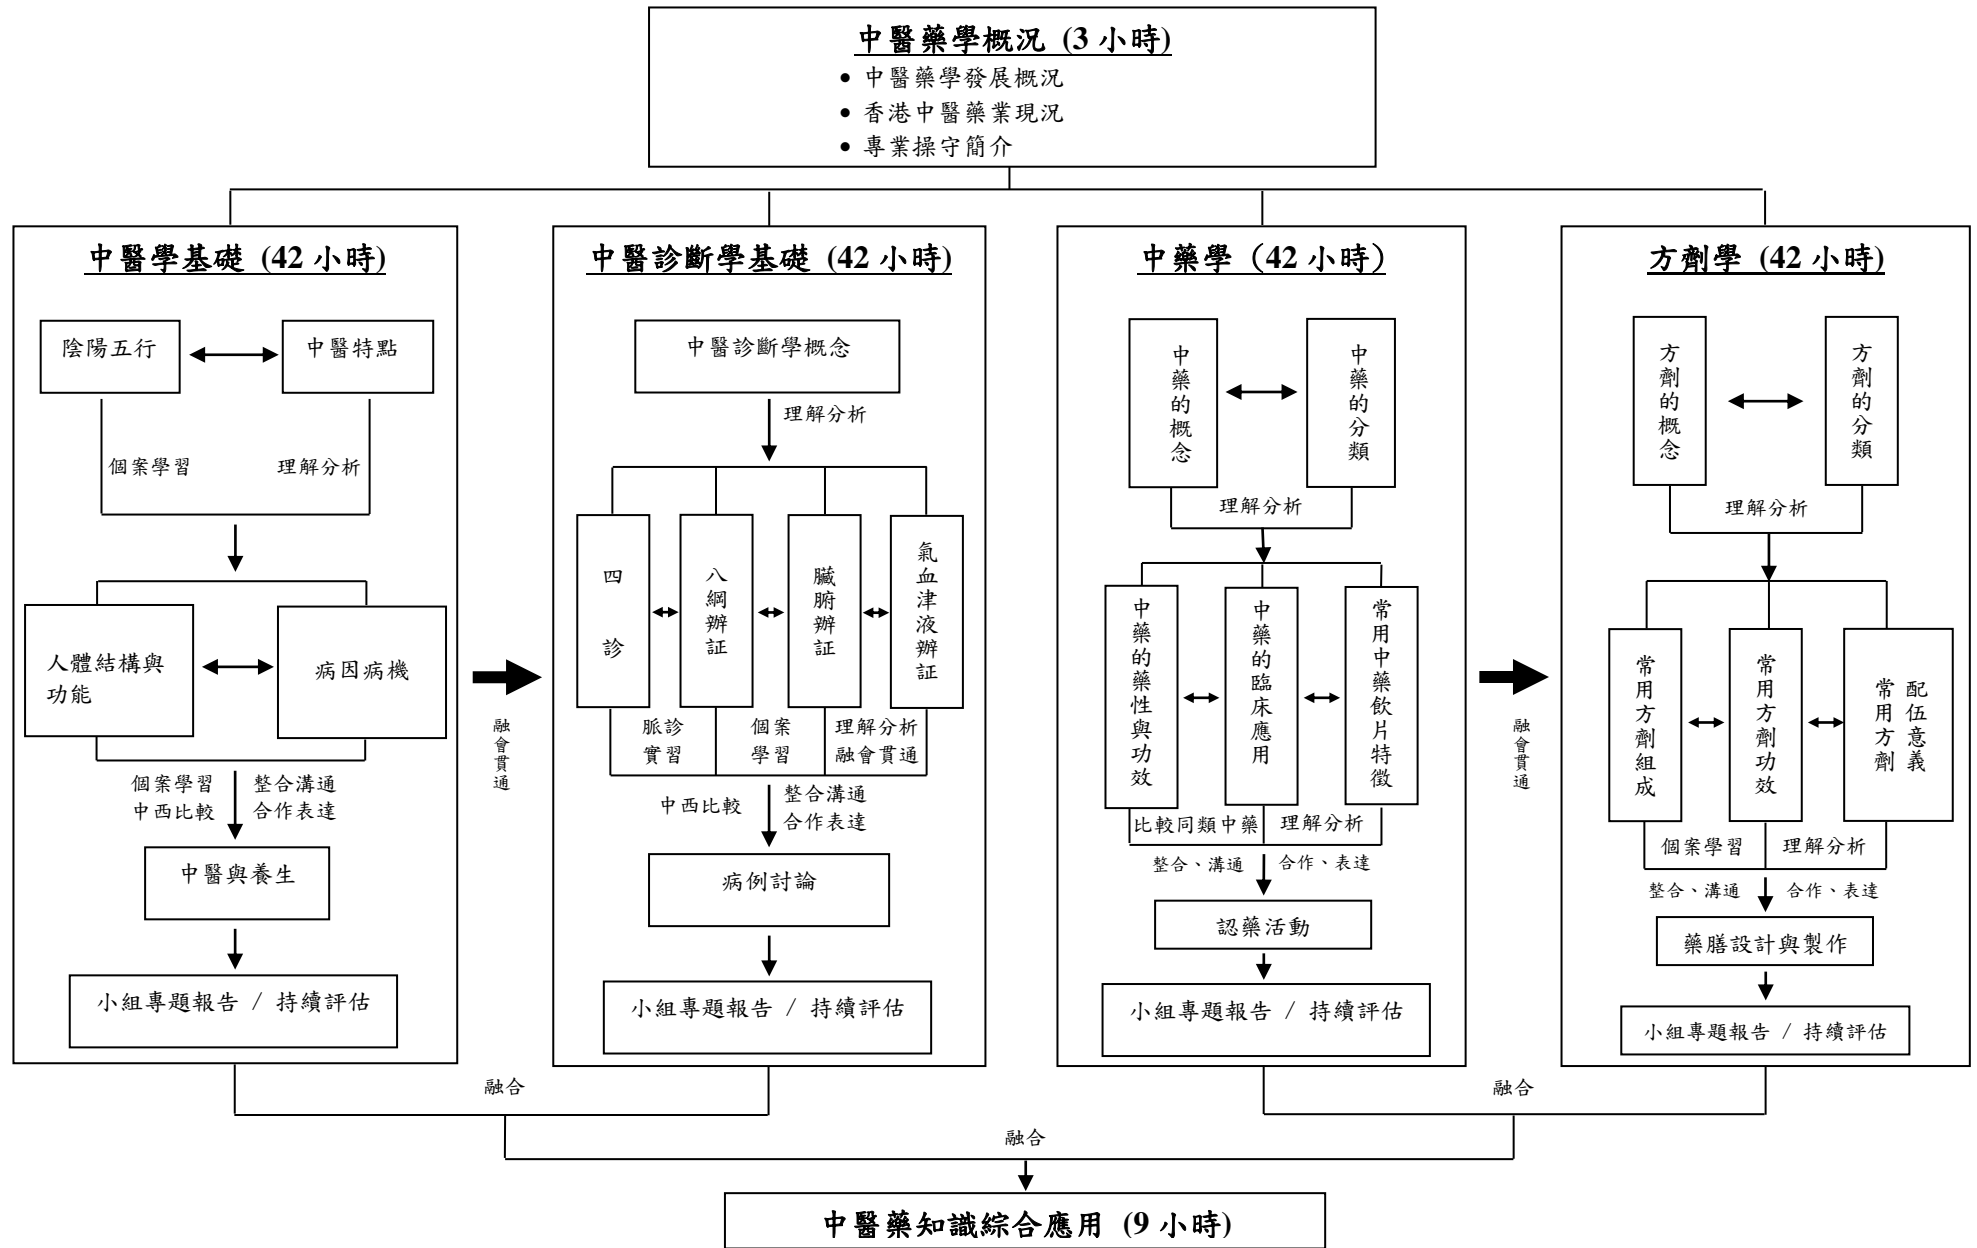 中醫藥學概況 (3 小時)
• 中醫藥學發展概況
• 香港中醫藥業現況
• 專業操守簡介
中醫學基礎 (42 小時)
陰陽五行
中醫特點
個案學習
理解分析
人體結構與
功能
病因病機
個案學習
中西比較
整合溝通
合作表達
中醫與養生
小組專題報告 / 持續評估
融會貫通
中醫診斷學基礎 (42 小時)
中醫診斷學概念
理解分析
四診
八綱辦証
臟腑辦証
氣血津液辦証
脈診
實習
個案
學習
理解分析
融會貫通
中西比較
整合溝通
合作表達
病例討論
小組專題報告 / 持續評估
中藥學（42 小時）
中藥的概念
中藥的分類
理解分析
中藥的藥性與功效
中藥的臨床應用
常用中藥飲片特徵
比較同類中藥
理解分析
整合、溝通
合作、表達
認藥活動
小組專題報告 / 持續評估
融會貫通
方劑學 (42 小時)
方劑的概念
方劑的分類
理解分析
常用方劑組成
常用方劑功效
常用方劑
配伍意義
個案學習
理解分析
整合、溝通
合作、表達
藥膳設計與製作
小組專題報告 / 持續評估
融合
融合
融合
中醫藥知識綜合應用 (9 小時)